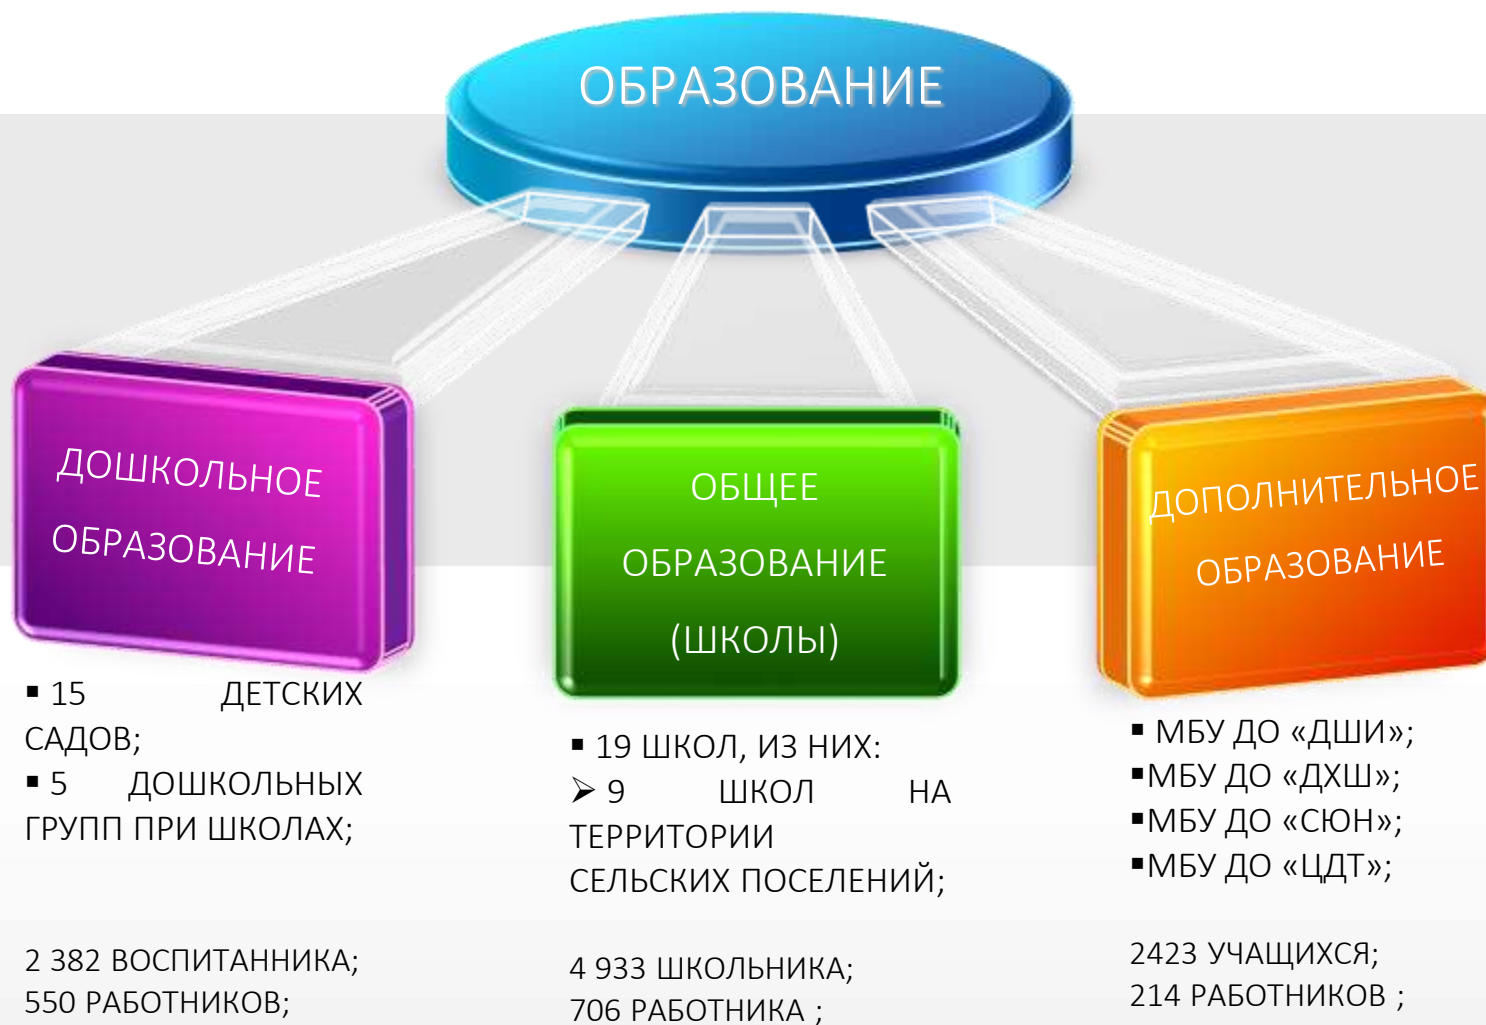 ОБРАЗОВАНИЕ
ДОШКОЛЬНОЕ
ОБРАЗОВАНИЕ
▪ 15 ДЕТСКИХ
САДОВ;
▪ 5 ДОШКОЛЬНЫХ
ГРУПП ПРИ ШКОЛАХ;
2 382 ВОСПИТАННИКА;
550 РАБОТНИКОВ;
ОБЩЕЕ
ОБРАЗОВАНИЕ
(ШКОЛЫ)
▪ 19 ШКОЛ, ИЗ НИХ:
➢ 9 ШКОЛ НА
ТЕРРИТОРИИ
СЕЛЬСКИХ ПОСЕЛЕНИЙ;
4 933 ШКОЛЬНИКА;
706 РАБОТНИКА ;
ДОПОЛНИТЕЛЬНОЕ
ОБРАЗОВАНИЕ
▪ МБУ ДО «ДШИ»;
▪МБУ ДО «ДХШ»;
▪МБУ ДО «СЮН»;
▪МБУ ДО «ЦДТ»;
2423 УЧАЩИХСЯ;
214 РАБОТНИКОВ ;